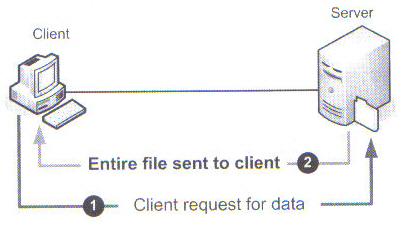 Server
Client
Entire file sent to client 2
1 Client request for data